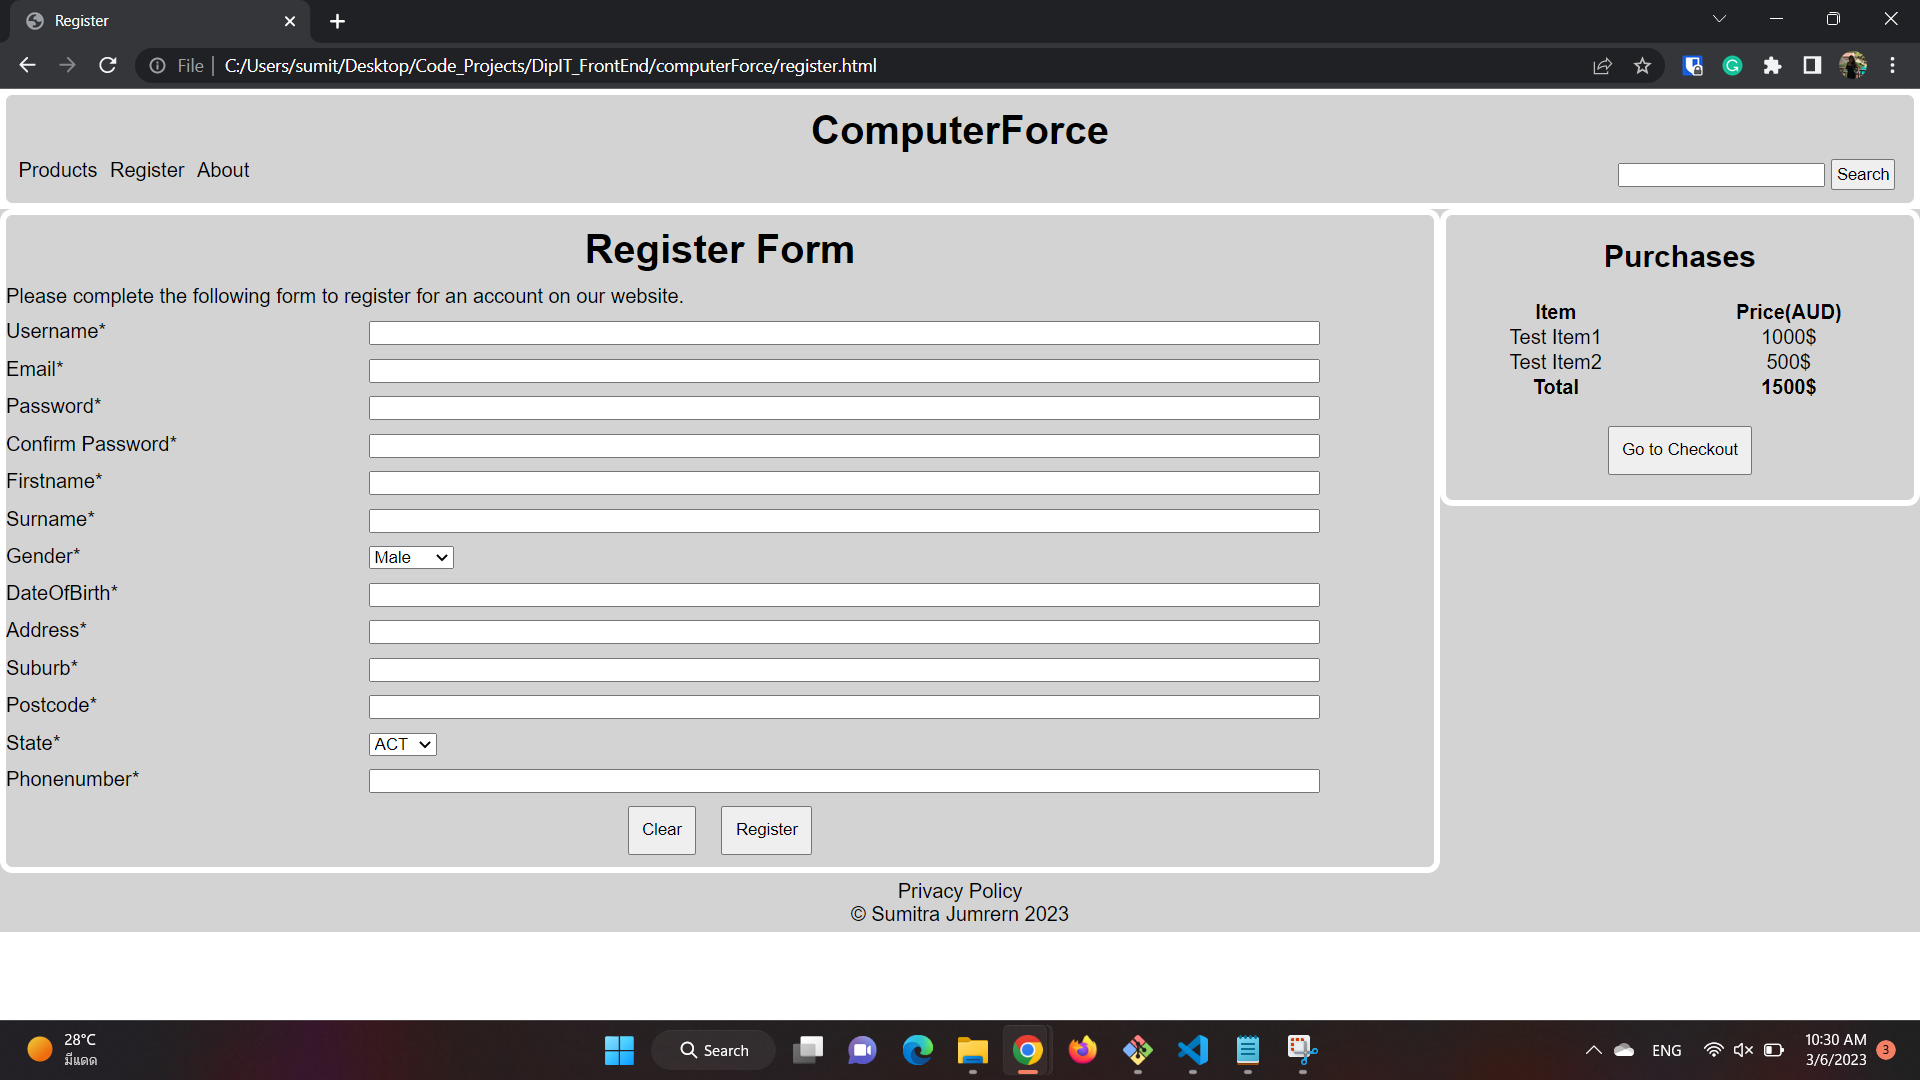 Register
File
C:/Users/sumit/Desktop/Code_Projects/DipIT_FrontEnd/computerForce/register.html
ComputerForce
Products Register About
Search
Register Form
Please complete the following form to register for an account on our website.
Username*
Email*
Password*
Confirm Password*
Firstname*
Surname*
Gender* Male
DateOfBirth*
Address*
Suburb*
Postcode*
State* ACT
Phonenumber*
Clear Register
Purchases
Item Price(AUD)
Test Item1 1000$
Test Item2 500$
Total 1500$
Go to Checkout
Privacy Policy
© Sumitra Jumrern 2023
28°C
มีแดด
Search
ENG
10:30 AM
3/6/2023
3